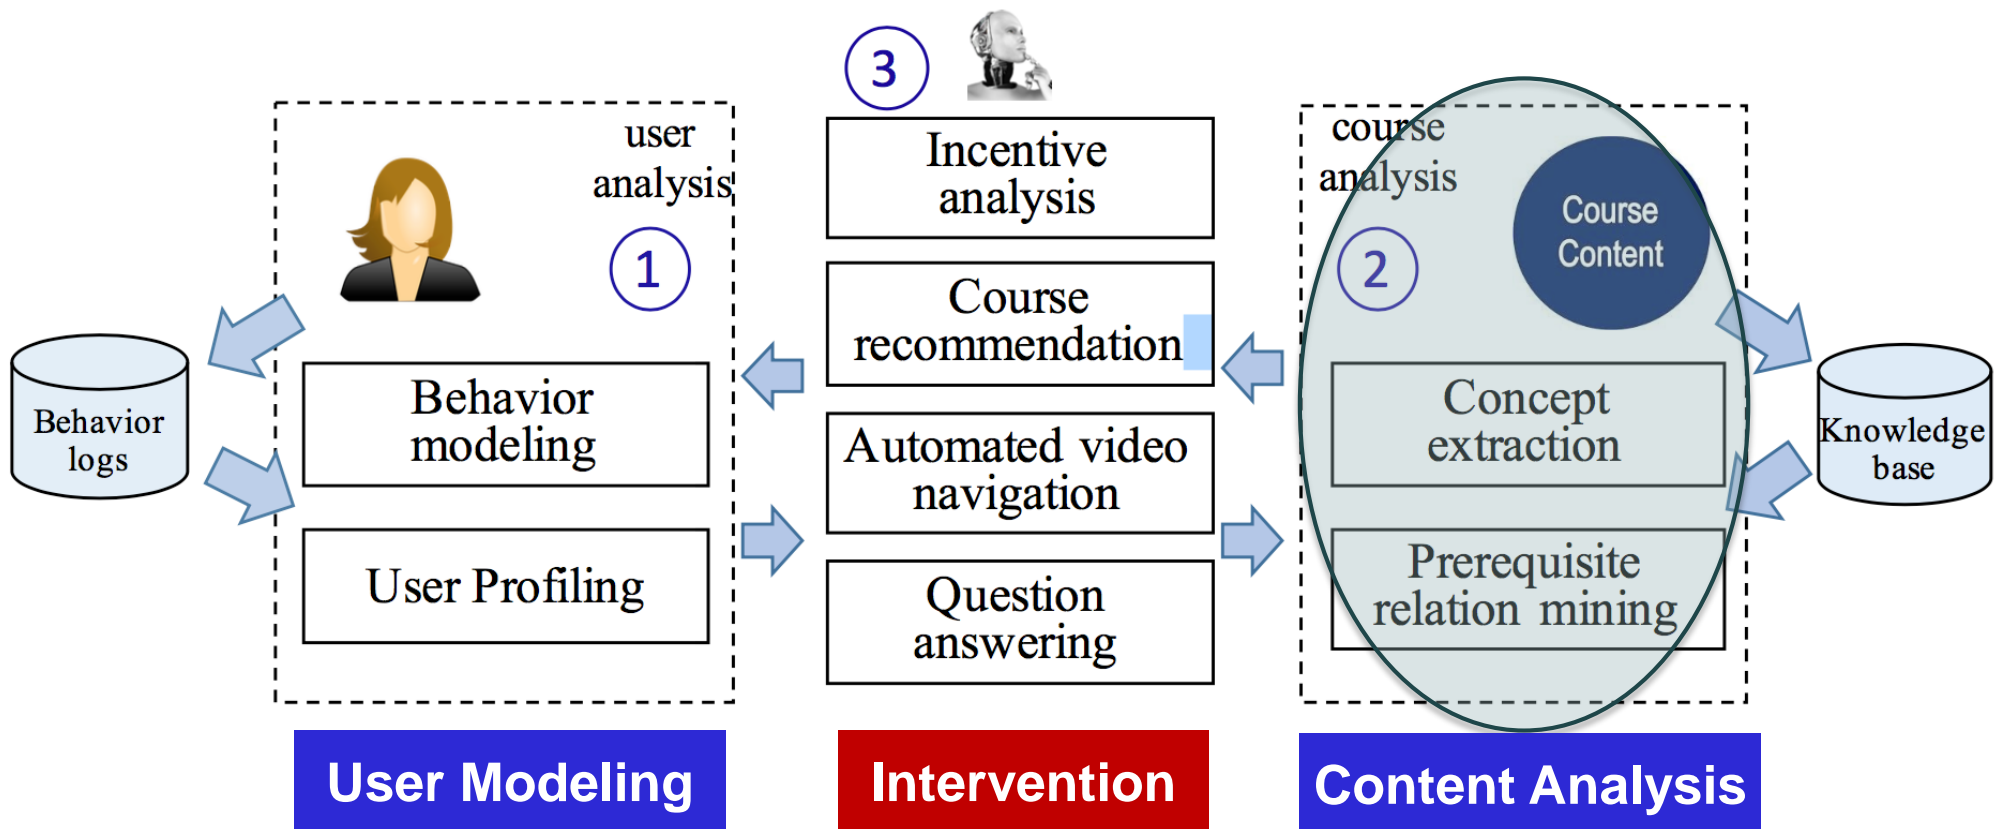 user
analysis
1
Behavior
modeling
User Profiling
Behavior
logs
User Modeling
3
Incentive
analysis
Course
recommendation
Automated video
navigation
Question
answering
Intervention
course
analysis
2
Course
Content
Concept
extraction
Prerequisite
relation mining
Knowledge
base
Content Analysis